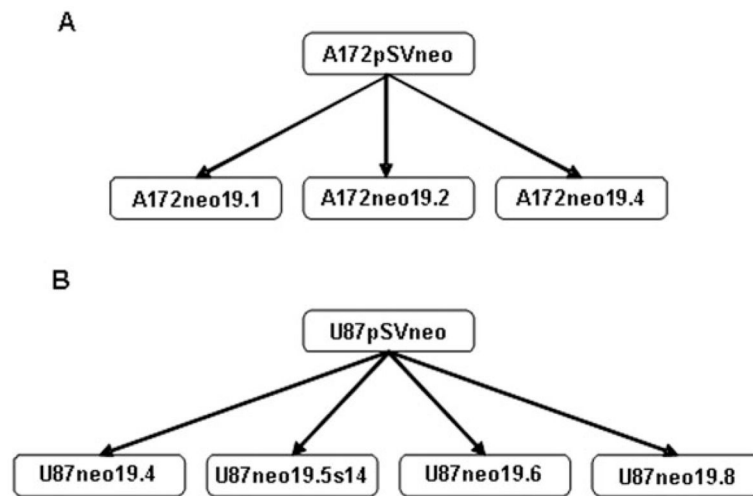 A
A172pSVneo
A172neo19.1 A172neo19.2 A172neo19.4
B
U87pSVneo
U87neo19.4 U87neo19.5s14 U87neo19.6 U87neo19.8